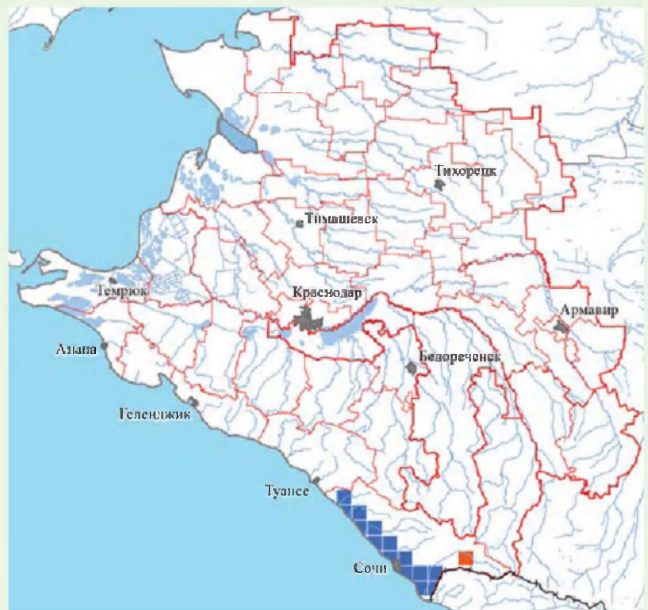 Тихорецк
Тимашевск
Темрюк
Краснодар
Армавир
Анапа
Белореченск
Геленджик
Туапсе
Сочи